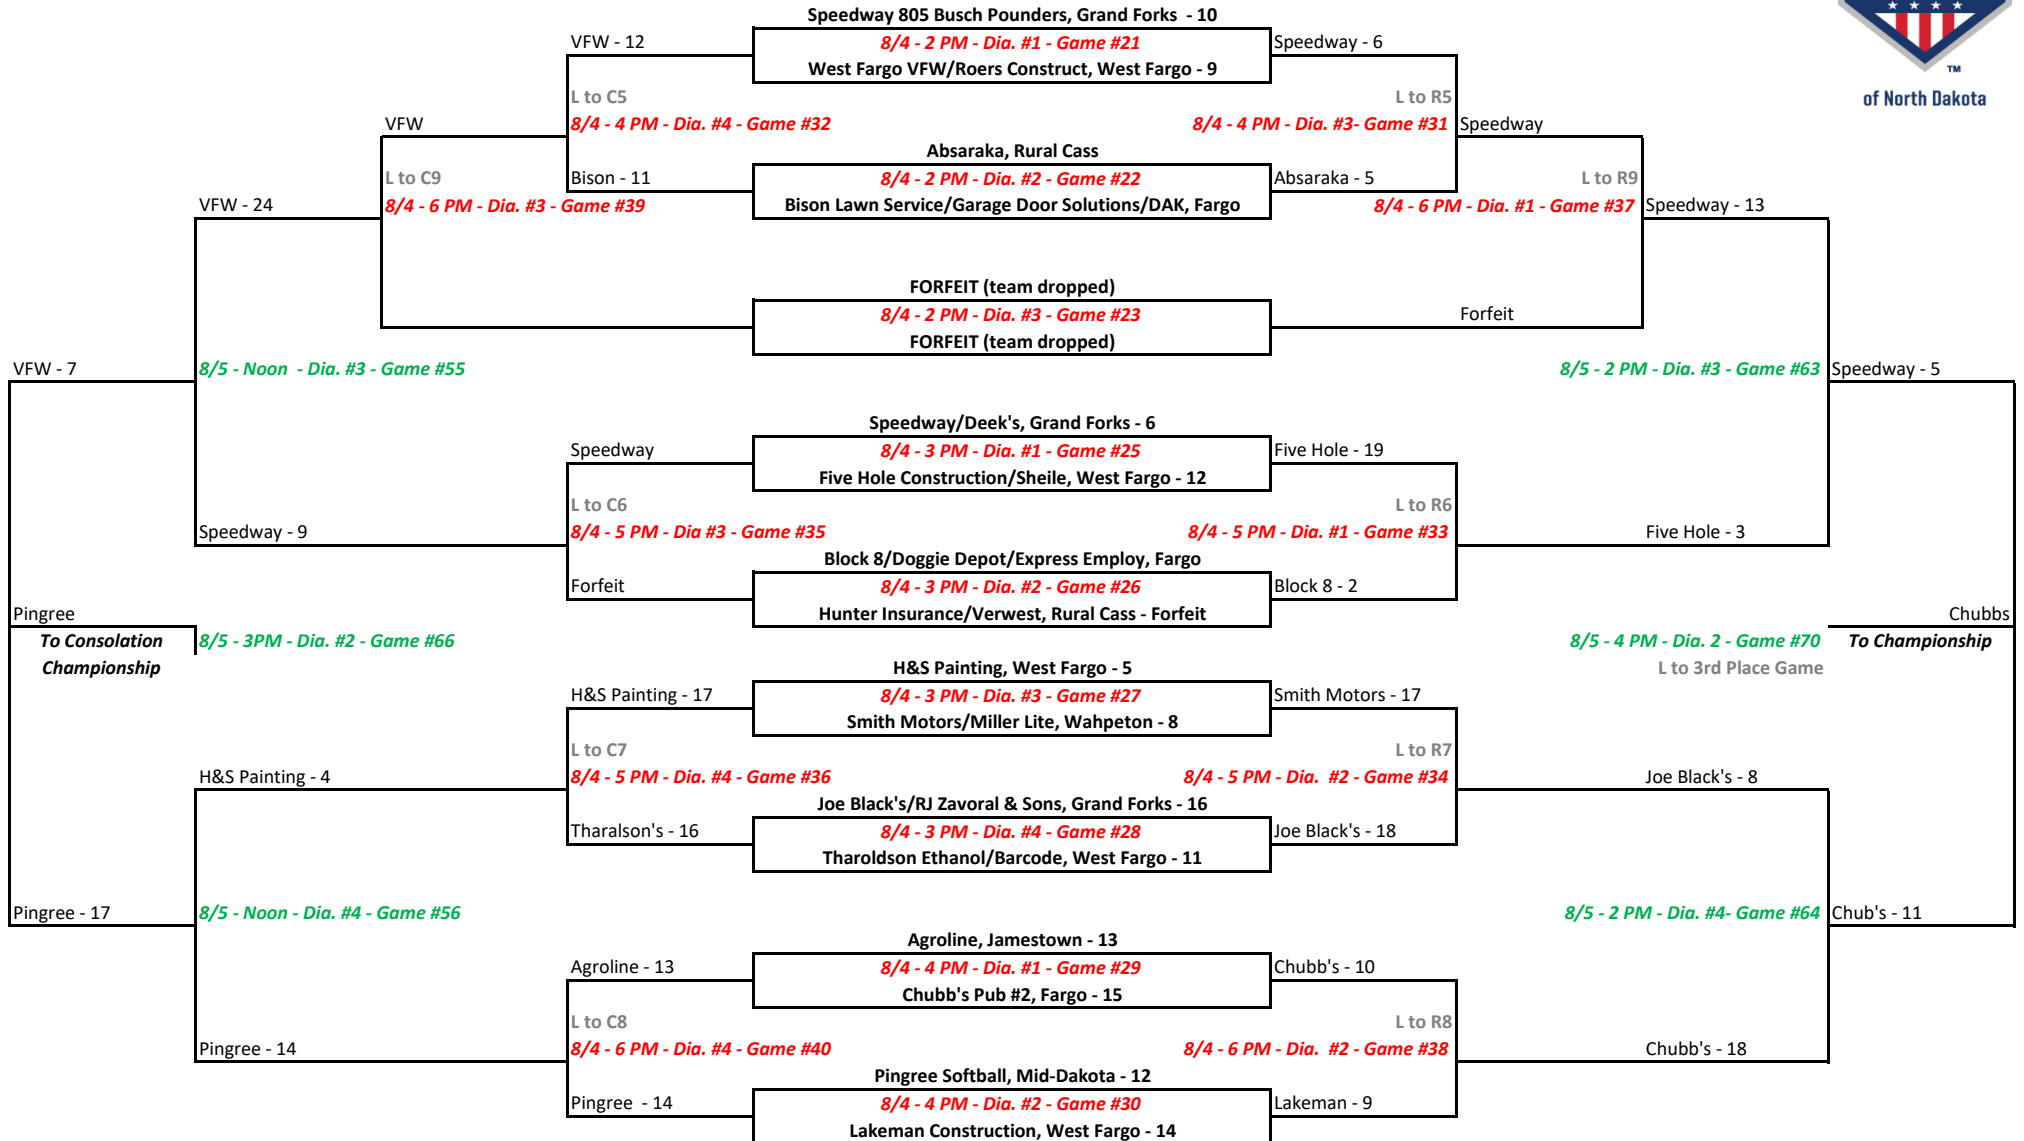 Speedway 805 Busch Pounders, Grand Forks - 10
VFW - 12
8/4 - 2 PM - Dia. #1 - Game #21
Speedway - 6
West Fargo VFW/Roers Construct, West Fargo - 9
TM
of North Dakota
L to C5
L to R5
VFW
8/4 - 4 PM - Dia. #4 - Game #32
8/4 - 4 PM - Dia. #3- Game #31
Speedway
Absaraka, Rural Cass
L to C9
Bison - 11
8/4 - 2 PM - Dia. #2 - Game #22
Absaraka - 5
L to R9
VFW - 24
8/4 - 6 PM - Dia. #3 - Game #39
Bison Lawn Service/Garage Door Solutions/DAK, Fargo
8/4 - 6 PM - Dia. #1 - Game #37
Speedway - 13
FORFEIT (team dropped)
8/4 - 2 PM - Dia. #3 - Game #23
Forfeit
FORFEIT (team dropped)
VFW - 7
8/5 - Noon - Dia. #3 - Game #55
8/5 - 2 PM - Dia. #3 - Game #63
Speedway - 5
Speedway/Deek's, Grand Forks - 6
Speedway
8/4 - 3 PM - Dia. #1 - Game #25
Five Hole - 19
Five Hole Construction/Sheile, West Fargo - 12
L to C6
L to R6
Speedway - 9
8/4 - 5 PM - Dia #3 - Game #35
8/4 - 5 PM - Dia. #1 - Game #33
Five Hole - 3
Block 8/Doggie Depot/Express Employ, Fargo
Forfeit
8/4 - 3 PM - Dia. #2 - Game #26
Block 8 - 2
Pingree
Hunter Insurance/Verwest, Rural Cass - Forfeit
Chubbs
To Consolation
Championship
8/5 - 3PM - Dia. #2 - Game #66
8/5 - 4 PM - Dia. 2 - Game #70
To Championship
L to 3rd Place Game
H&S Painting, West Fargo - 5
H&S Painting - 17
8/4 - 3 PM - Dia. #3 - Game #27
Smith Motors - 17
Smith Motors/Miller Lite, Wahpeton - 8
L to C7
L to R7
H&S Painting - 4
8/4 - 5 PM - Dia. #4 - Game #36
8/4 - 5 PM - Dia. #2 - Game #34
Joe Black's - 8
Joe Black's/RJ Zavoral & Sons, Grand Forks - 16
Tharalson's - 16
8/4 - 3 PM - Dia. #4 - Game #28
Joe Black's - 18
Tharoldson Ethanol/Barcode, West Fargo - 11
Pingree - 17
8/5 - Noon - Dia. #4 - Game #56
8/5 - 2 PM - Dia. #4- Game #64
Chub's - 11
Agroline, Jamestown - 13
Agroline - 13
8/4 - 4 PM - Dia. #1 - Game #29
Chubb's - 10
Chubb's Pub #2, Fargo - 15
L to C8
L to R8
Pingree - 14
8/4 - 6 PM - Dia. #4 - Game #40
8/4 - 6 PM - Dia. #2 - Game #38
Chubb's - 18
Pingree Softball, Mid-Dakota - 12
Pingree - 14
8/4 - 4 PM - Dia. #2 - Game #30
Lakeman - 9
Lakeman Construction, West Fargo - 14